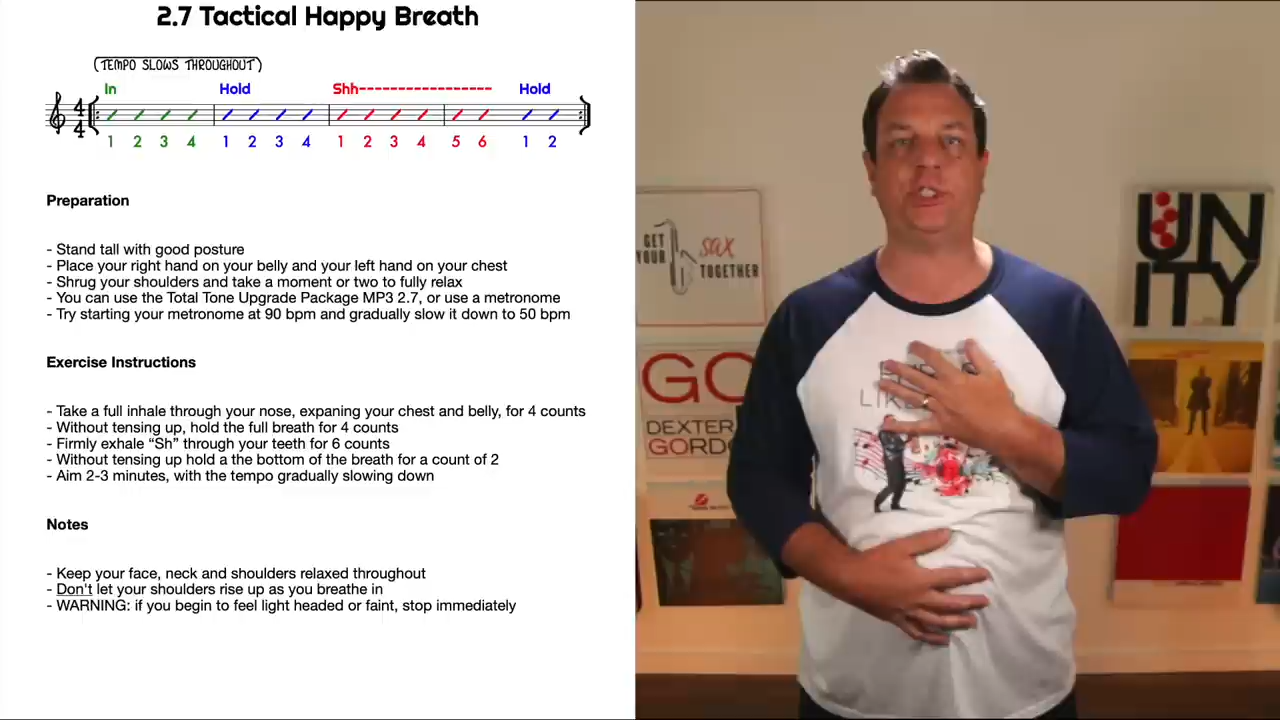 2.7 Tactical Happy Breath
(TEMPO SLOWS THROUGHOUT)
In Hold Shh----------------- Hold
4
4
1 2 3 4 1 2 3 4 1 2 3 4 5 6 1 2
Preparation
- Stand tall with good posture
- Place your right hand on your belly and your left hand on your chest
- Shrug your shoulders and take a moment or two to fully relax
- You can use the Total Tone Upgrade Package MP3 2.7, or use a metronome
- Try starting your metronome at 90 bpm and gradually slow it down to 50 bpm
Exercise Instructions
- Take a full inhale through your nose, expaning your chest and belly, for 4 counts
- Without tensing up, hold the full breath for 4 counts
- Firmly exhale “Sh” through your teeth for 6 counts
- Without tensing up hold a the bottom of the breath for a count of 2
- Aim 2-3 minutes, with the tempo gradually slowing down
Notes
- Keep your face, neck and shoulders relaxed throughout
- Don't let your shoulders rise up as you breathe in
- WARNING: if you begin to feel light headed or faint, stop immediately
GET
YOUR sax
TOGETHER
GO
DEXTER
GORDO
UN
ITY